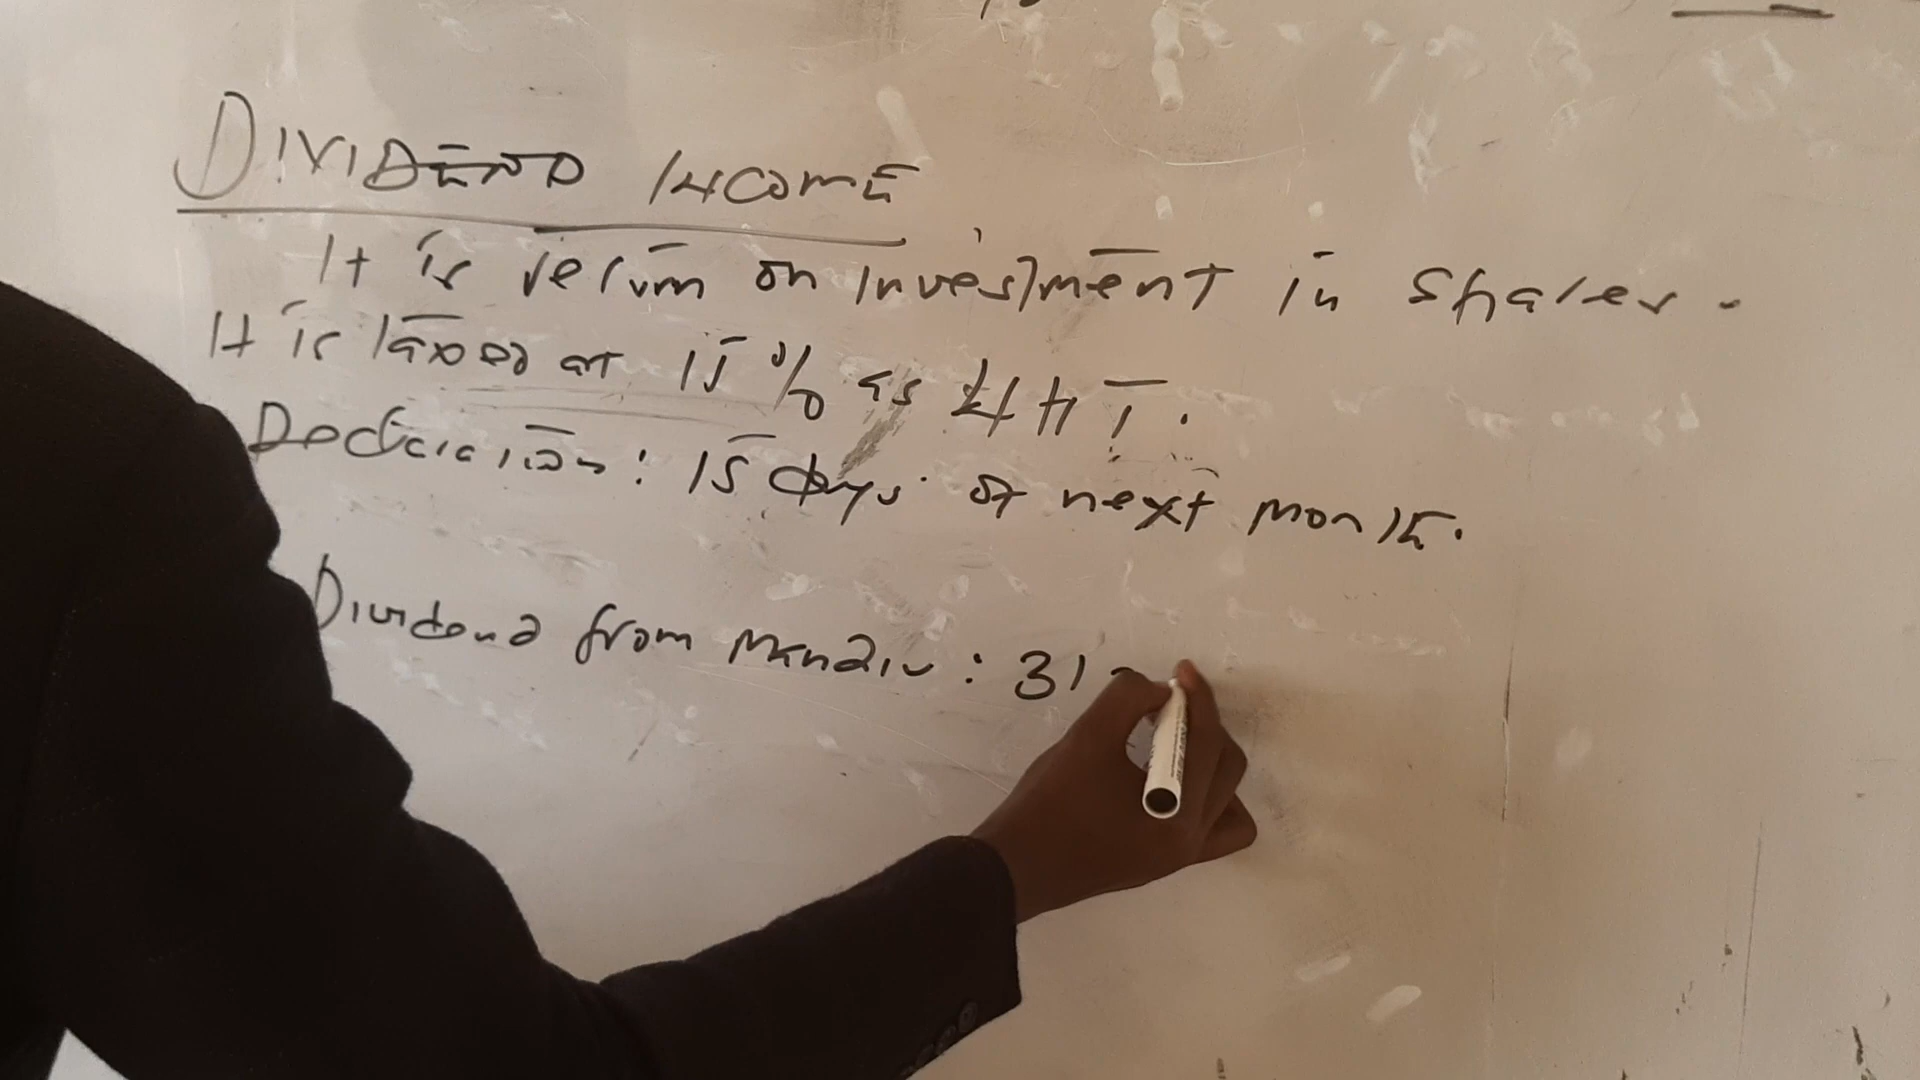 DIVIDEND INCOME
It is return on investment in shares.
It is taxed at 15% as WHT.
Declaration: 15 days of next month.
Dividend from : 31